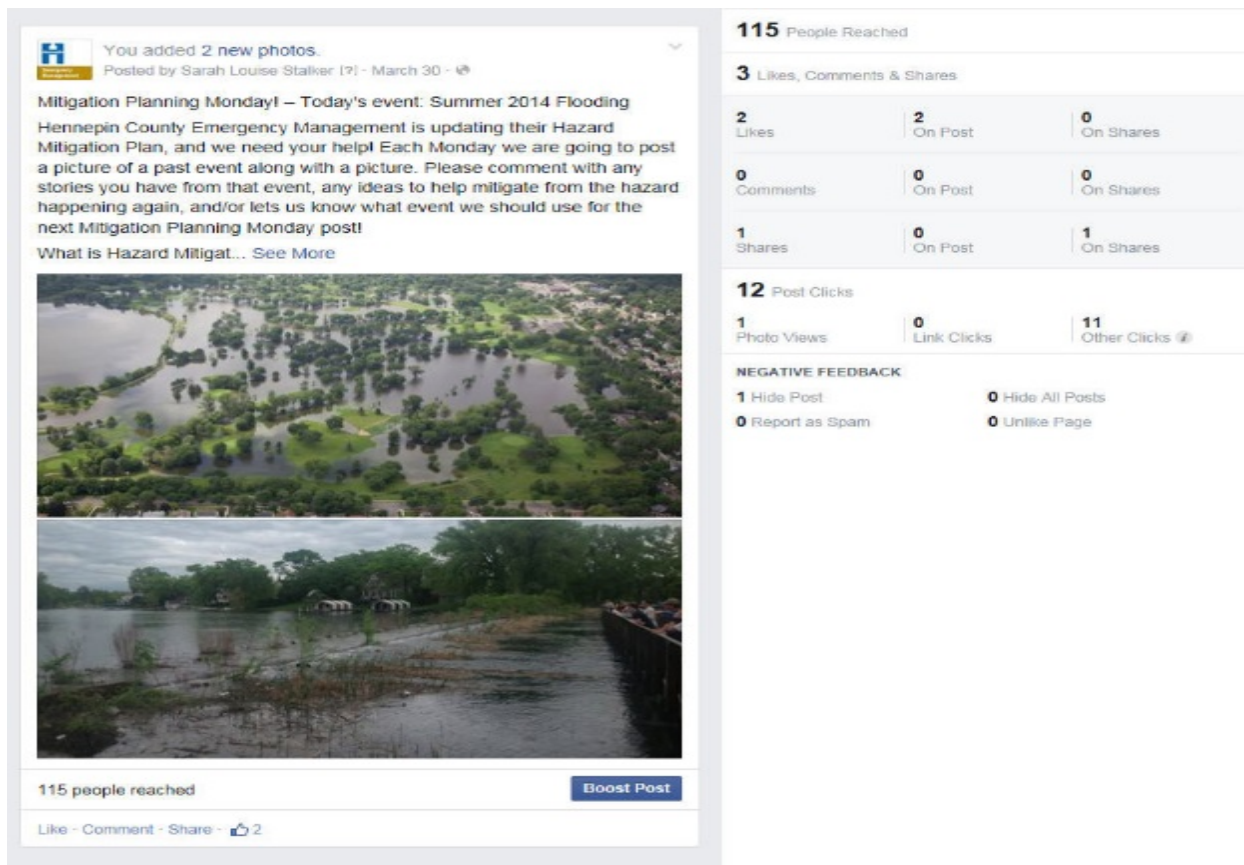 You added 2 new photos.
Posted by Sarah Louise Stalker [?] · March 30 ·
Mitigation Planning Monday! – Today's event: Summer 2014 Flooding
Hennepin County Emergency Management is updating their Hazard
Mitigation Plan, and we need your help! Each Monday we are going to post
a picture of a past event along with a picture. Please comment with any
stories you have from that event, any ideas to help mitigate from the hazard
happening again, and/or lets us know what event we should use for the
next Mitigation Planning Monday post!
What is Hazard Mitigat... See More
115 people reached
Boost Post
Like · Comment · Share · 2
115 People Reached
3 Likes, Comments & Shares
2 2 0
Likes On Post On Shares
0 0 0
Comments On Post On Shares
1 0 1
Shares On Post On Shares
12 Post Clicks
1 0 11
Photo Views Link Clicks Other Clicks i
NEGATIVE FEEDBACK
1 Hide Post 0 Hide All Posts
0 Report as Spam 0 Unlike Page